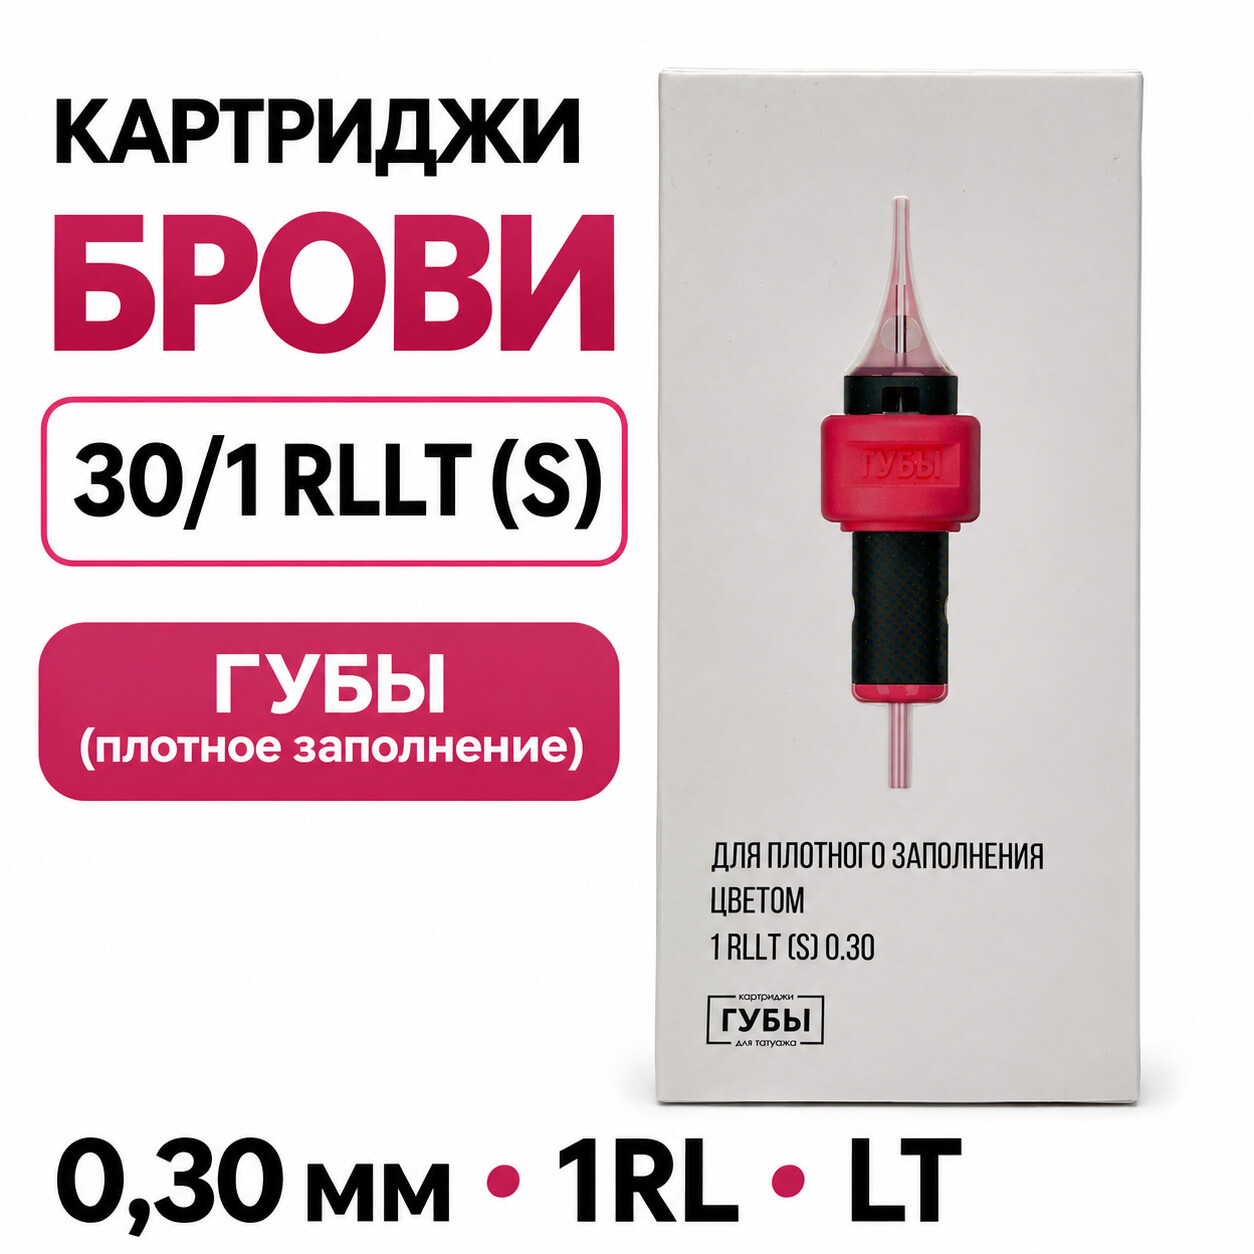 КАРТРИДЖИ
БРОВИ
30/1 RLLT (S)
ГУБЫ
(плотное заполнение)
ГУБЫ
ДЛЯ ПЛОТНОГО ЗАПОЛНЕНИЯ
ЦВЕТОМ
1 RLLT (S) 0.30
картриджи
ГУБЫ
для татуажа
0,30 мм • 1RL • LT